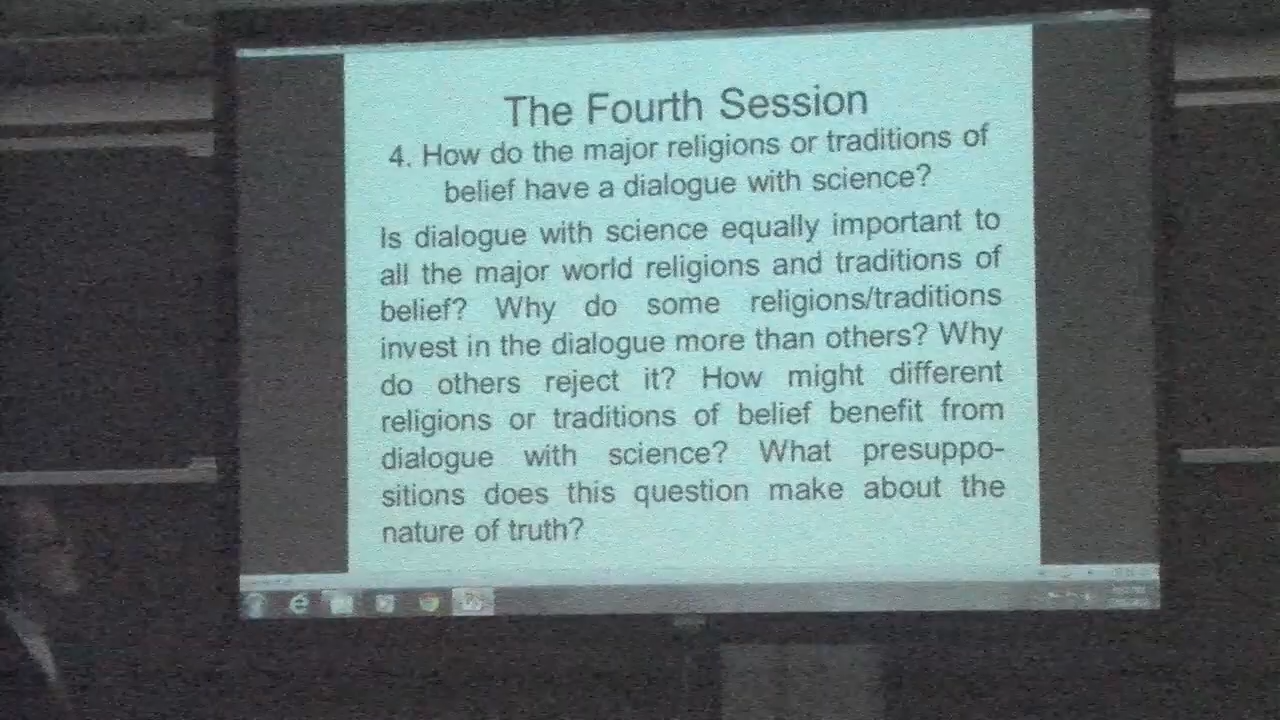 The Fourth Session
4. How do the major religions or traditions of
belief have a dialogue with science?
Is dialogue with science equally important to
all the major world religions and traditions of
belief? Why do some religions/traditions
invest in the dialogue more than others? Why
do others reject it? How might different
religions or traditions of belief benefit from
dialogue with science? What presuppo-
sitions does this question make about the
nature of truth?